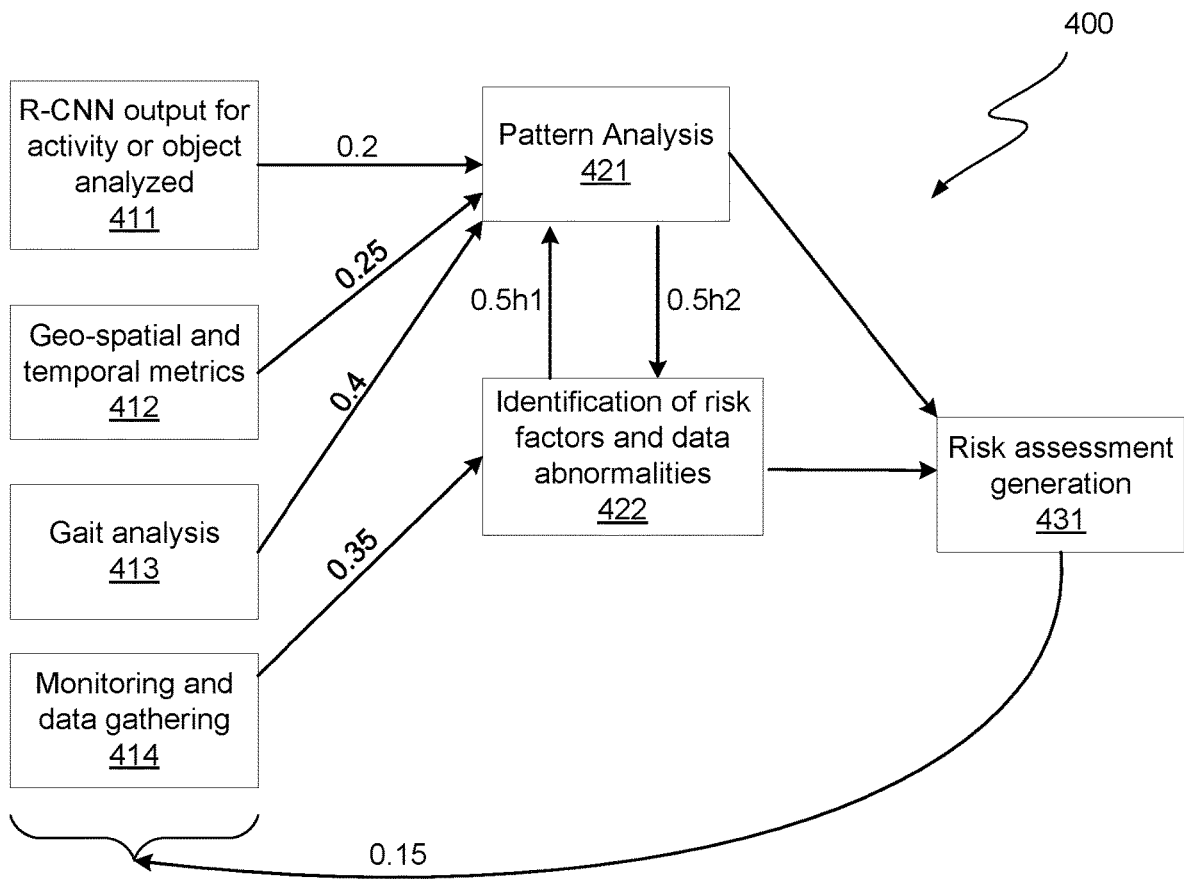 400
R-CNN output for
activity or object
analyzed
411
0.2
Pattern Analysis
421
0.25
Geo-spatial and
temporal metrics
412
0.5h1
0.5h2
0.4
Identification of risk
factors and data
abnormalities
422
Risk assessment
generation
431
Gait analysis
413
0.35
Monitoring and
data gathering
414
0.15